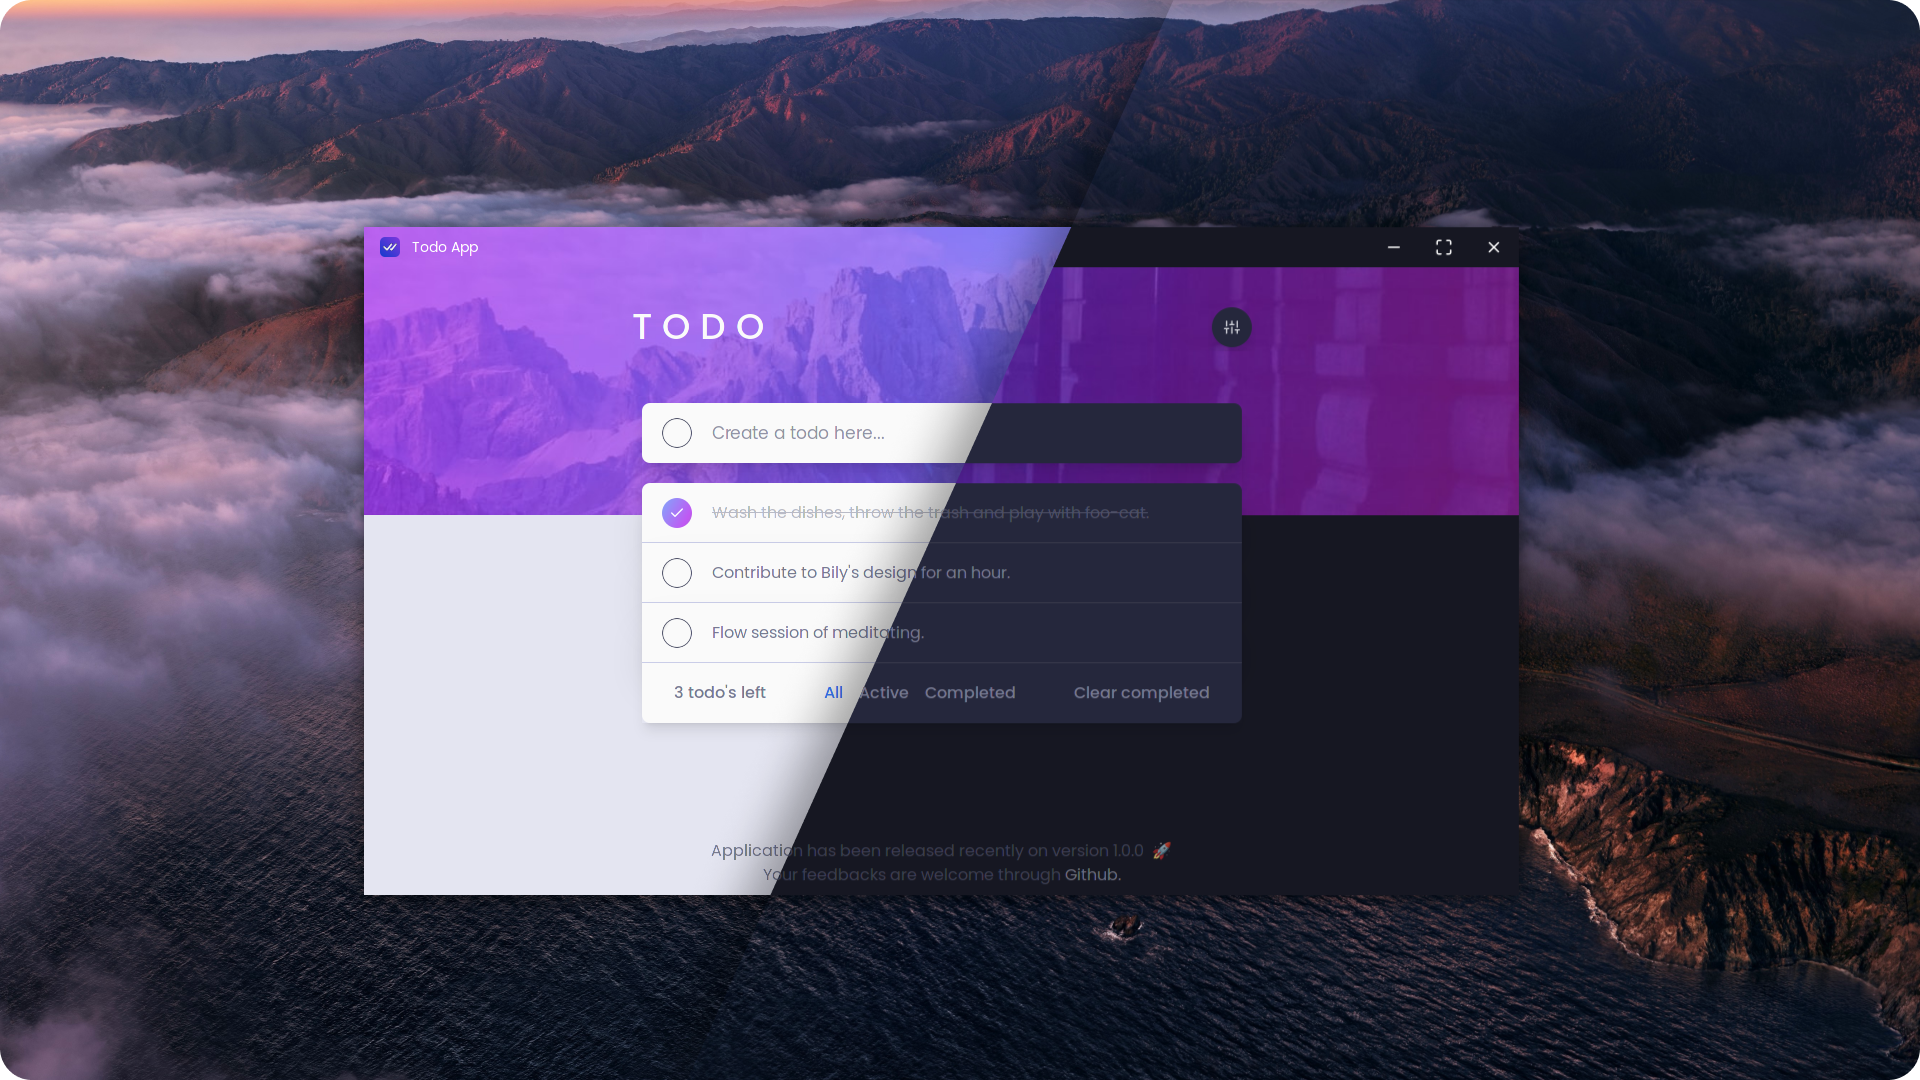 Todo App
TODO
Create a todo here...
Wash the dishes, throw the trash and play with foo-cat.
Contribute to Bily's design for an hour.
Flow session of meditating.
3 todo's left All Active Completed Clear completed
Application has been released recently on version 1.0.0 🚀
Your feedbacks are welcome through Github.